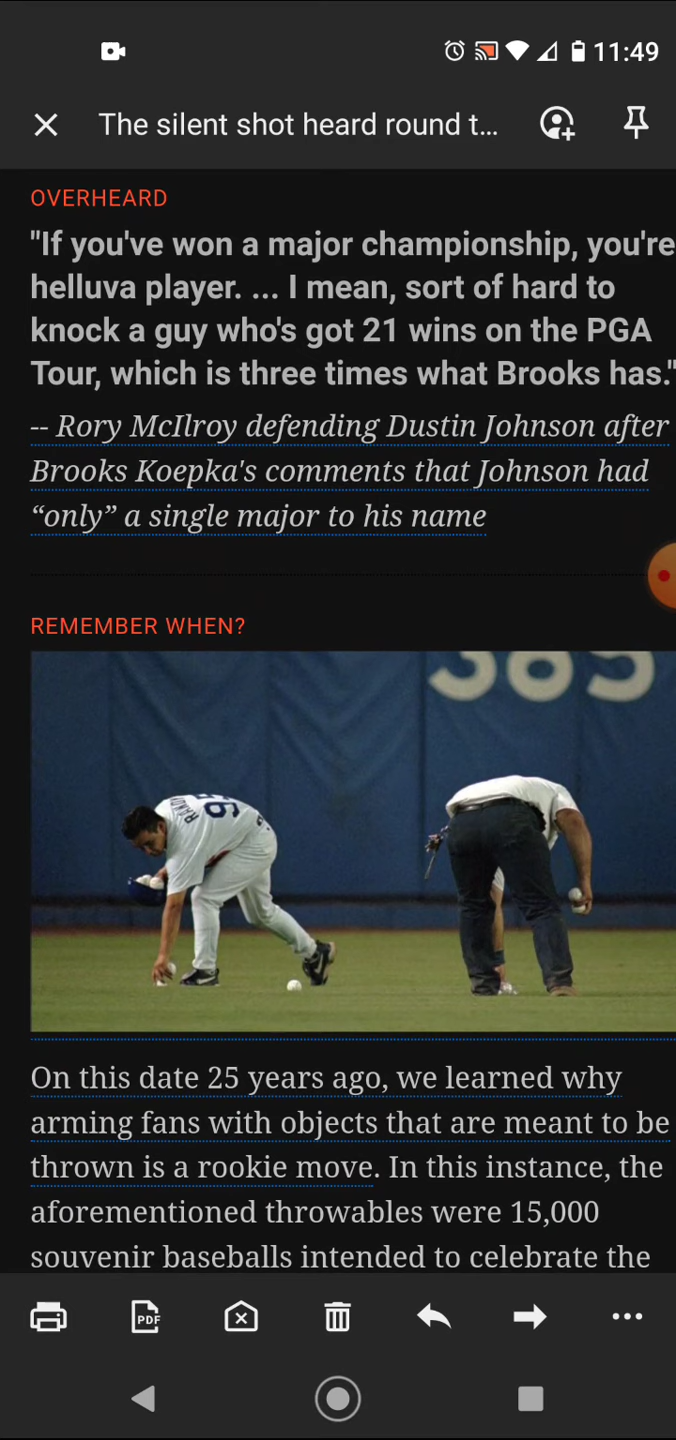 11:49
The silent shot heard round t...
OVERHEARD
"If you've won a major championship, you're
helluva player. ... I mean, sort of hard to
knock a guy who's got 21 wins on the PGA
Tour, which is three times what Brooks has."
-- Rory McIlroy defending Dustin Johnson after
Brooks Koepka's comments that Johnson had
“only” a single major to his name
REMEMBER WHEN?
365
On this date 25 years ago, we learned why
arming fans with objects that are meant to be
thrown is a rookie move. In this instance, the
aforementioned throwables were 15,000
souvenir baseballs intended to celebrate the
PDF